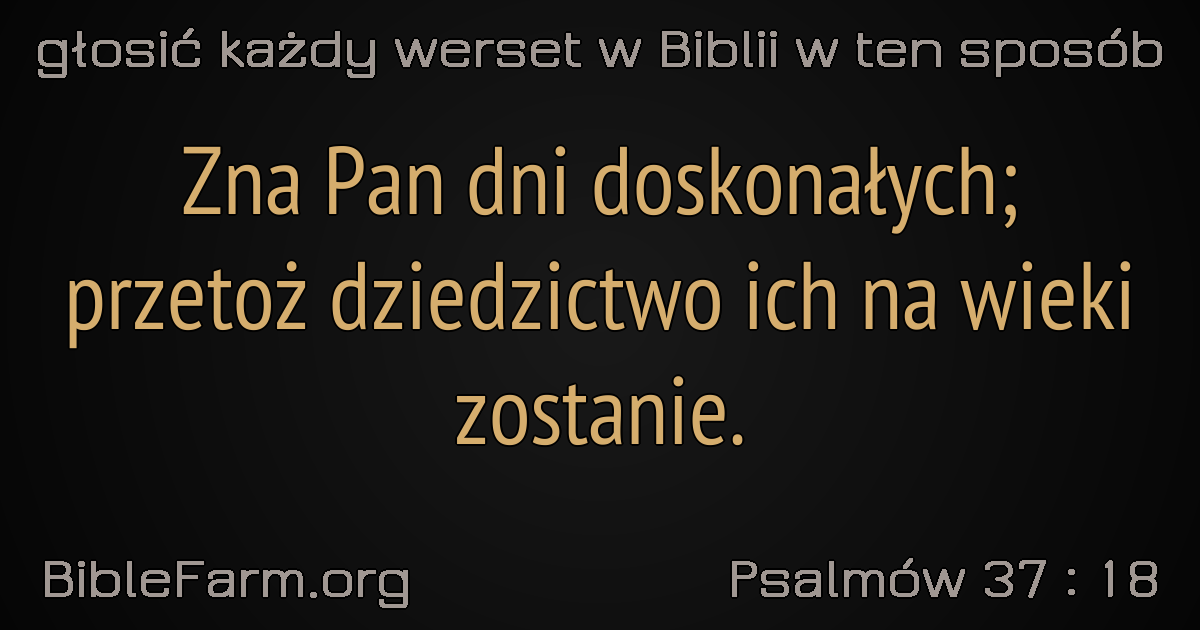 głosić każdy werset w Biblii w ten sposób
Zna Pan dni doskonałych;
przetoż dziedzictwo ich na wieki
zostanie.
BibleFarm.org
Psalmów 37 : 18